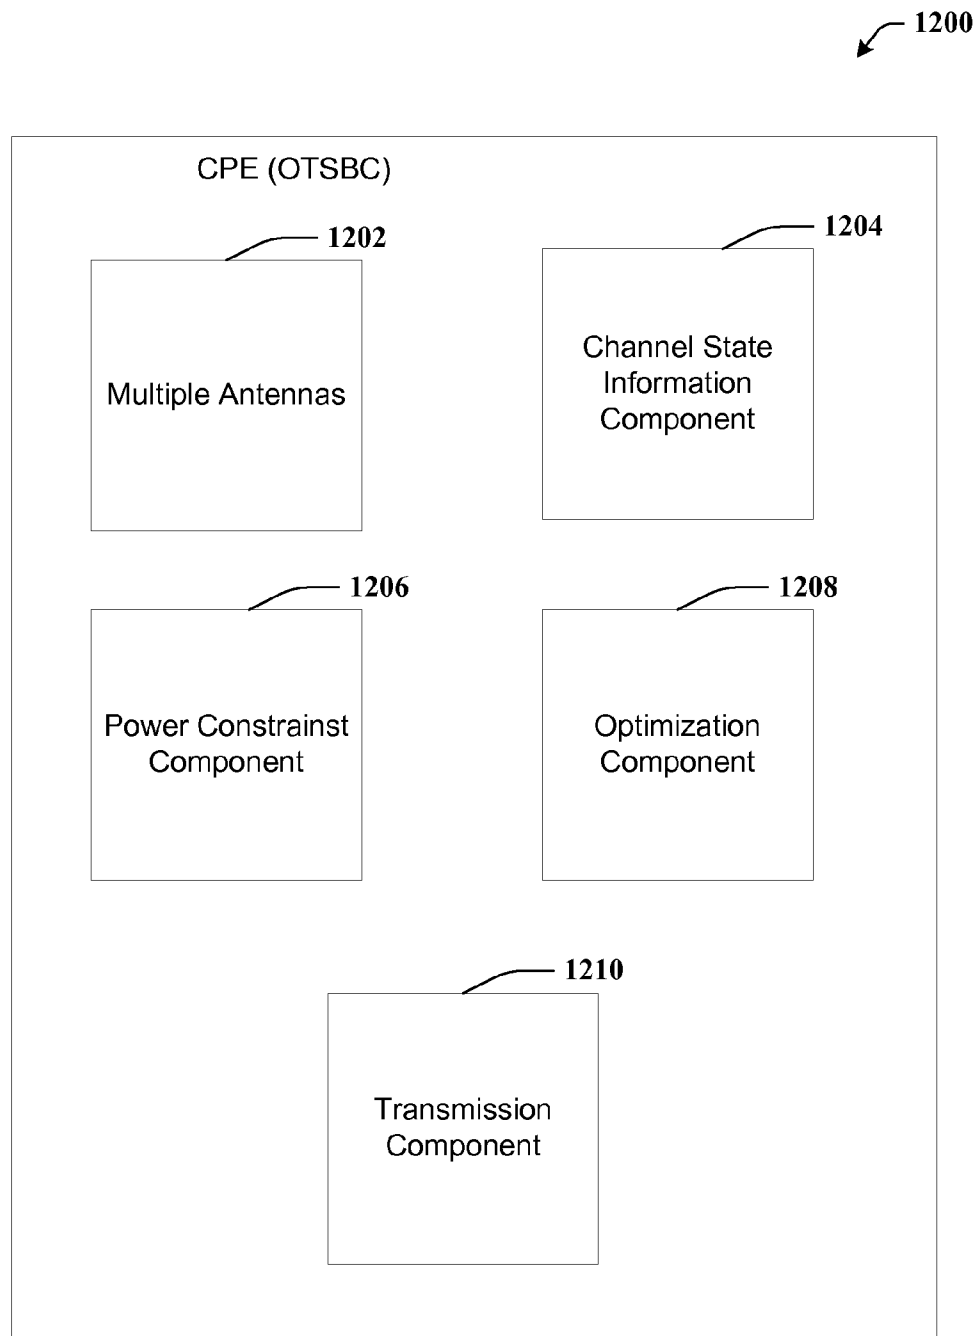 1200
CPE (OTSBC)
1202
1204
Multiple Antennas
Channel State
Information
Component
1206
1208
Power Constrainst
Component
Optimization
Component
1210
Transmission
Component